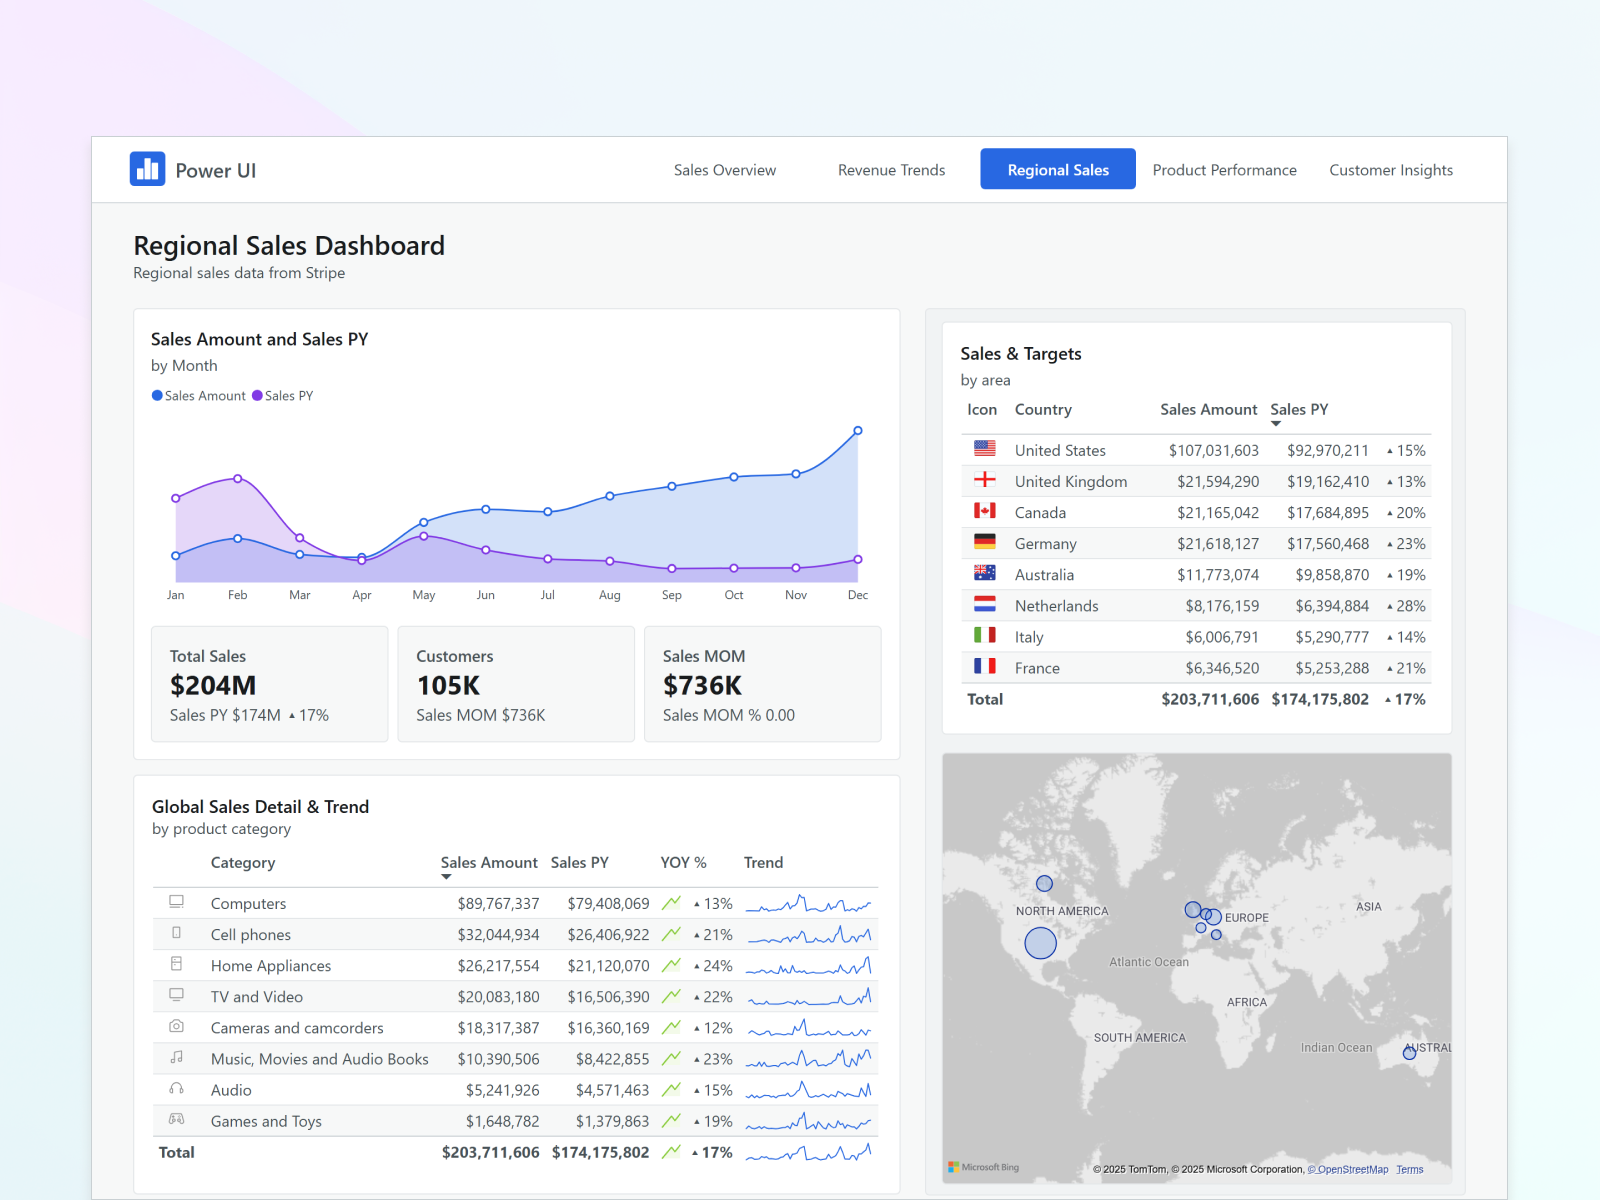 Power UI
Sales Overview
Revenue Trends
Regional Sales
Product Performance
Customer Insights
Regional Sales Dashboard
Regional sales data from Stripe
Sales Amount and Sales PY
by Month
Sales Amount Sales PY
Jan Feb Mar Apr May Jun Jul Aug Sep Oct Nov Dec
Total Sales
$204M
Sales PY $174M ▲ 17%
Customers
105K
Sales MOM $736K
Sales MOM
$736K
Sales MOM % 0.00
Global Sales Detail & Trend
by product category
Category Sales Amount Sales PY YOY % Trend
Computers $89,767,337 $79,408,069 ▲ 13%
Cell phones $32,044,934 $26,406,922 ▲ 21%
Home Appliances $26,217,554 $21,120,070 ▲ 24%
TV and Video $20,083,180 $16,506,390 ▲ 22%
Cameras and camcorders $18,317,387 $16,360,169 ▲ 12%
Music, Movies and Audio Books $10,390,506 $8,422,855 ▲ 23%
Audio $5,241,926 $4,571,463 ▲ 15%
Games and Toys $1,648,782 $1,379,863 ▲ 19%
Total $203,711,606 $174,175,802 ▲ 17%
Sales & Targets
by area
Icon Country Sales Amount Sales PY
United States $107,031,603 $92,970,211 ▲ 15%
United Kingdom $21,594,290 $19,162,410 ▲ 13%
Canada $21,165,042 $17,684,895 ▲ 20%
Germany $21,618,127 $17,560,468 ▲ 23%
Australia $11,773,074 $9,858,870 ▲ 19%
Netherlands $8,176,159 $6,394,884 ▲ 28%
Italy $6,006,791 $5,290,777 ▲ 14%
France $6,346,520 $5,253,288 ▲ 21%
Total $203,711,606 $174,175,802 ▲ 17%
NORTH AMERICA
EUROPE
ASIA
Atlantic Ocean
AFRICA
SOUTH AMERICA
Indian Ocean
AUSTRAL
Microsoft Bing
© 2025 TomTom, © 2025 Microsoft Corporation, © OpenStreetMap Terms